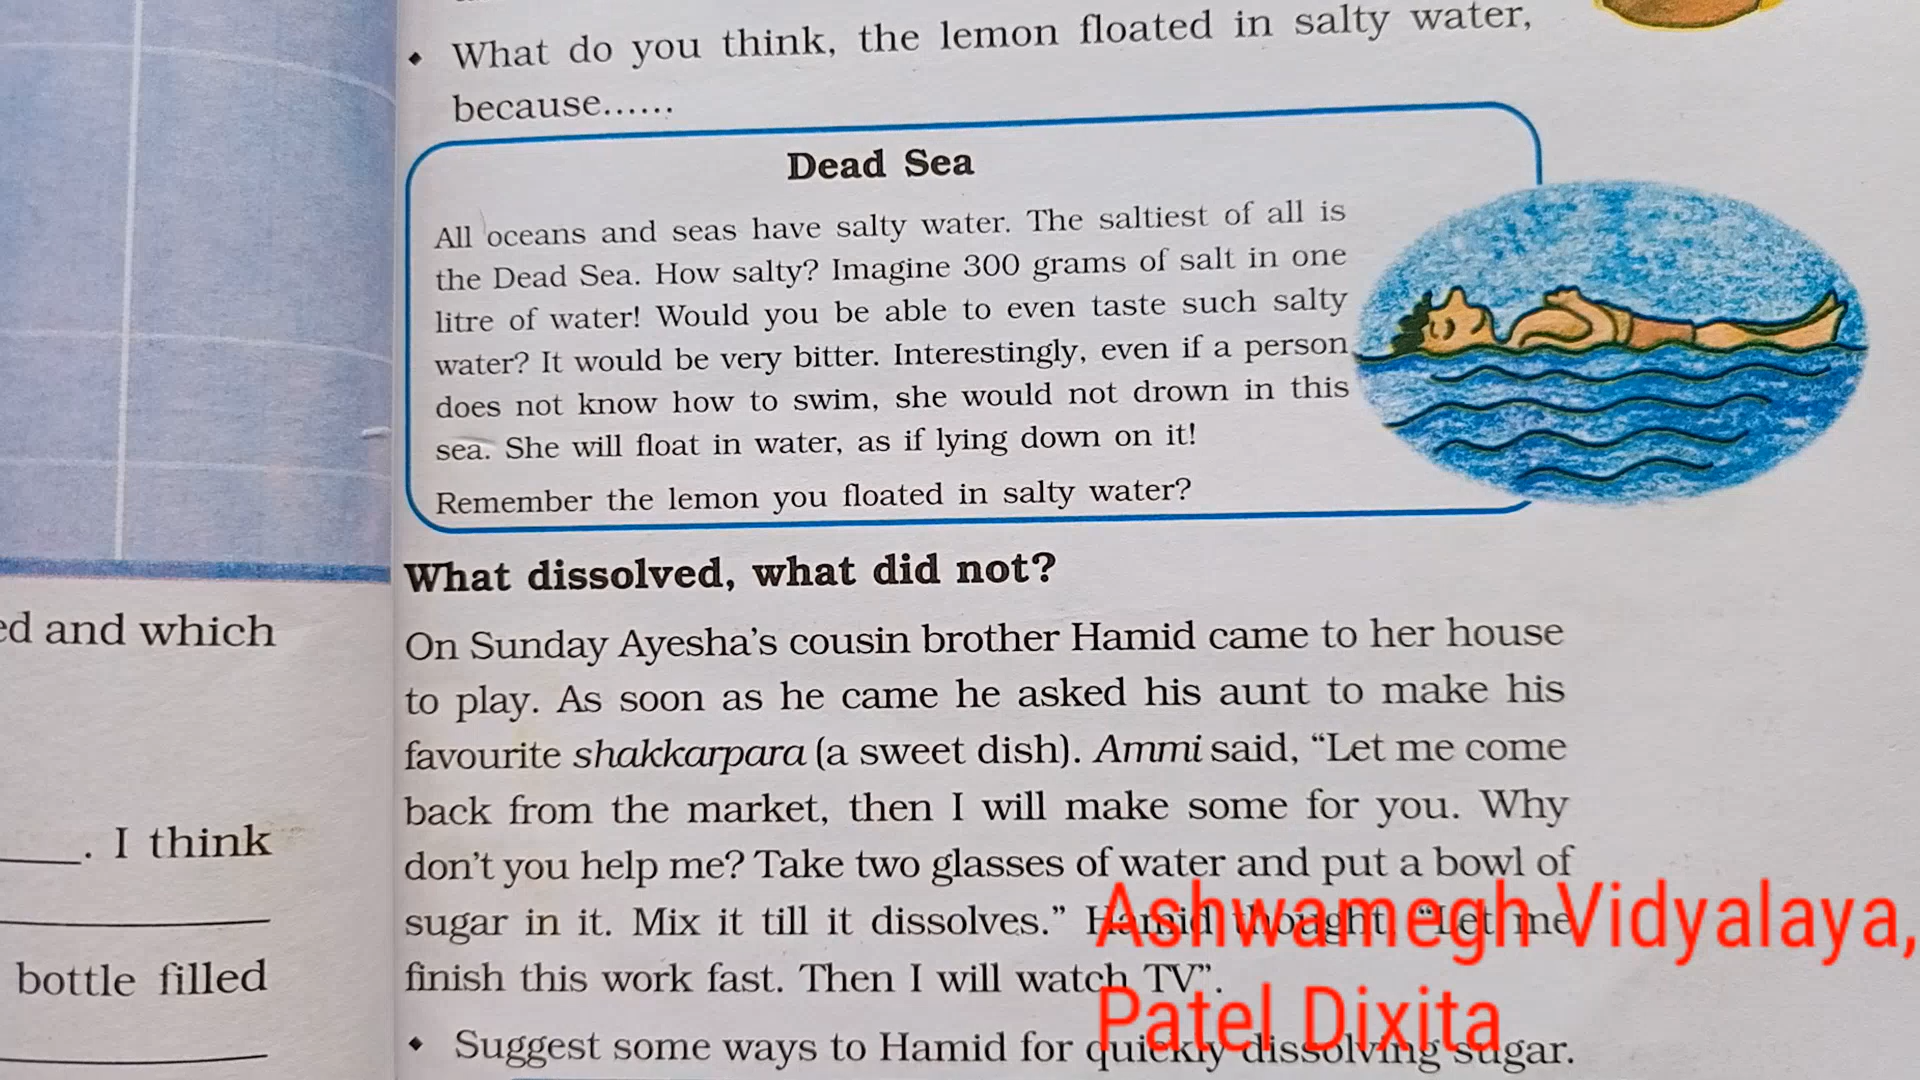 • What do you think, the lemon floated in salty water,
because......
Dead Sea
All oceans and seas have salty water. The saltiest of all is
the Dead Sea. How salty? Imagine 300 grams of salt in one
litre of water! Would you be able to even taste such salty
water? It would be very bitter. Interestingly, even if a person
does not know how to swim, she would not drown in this
sea. She will float in water, as if lying down on it!
Remember the lemon you floated in salty water?
What dissolved, what did not?
On Sunday Ayesha's cousin brother Hamid came to her house
to play. As soon as he came he asked his aunt to make his
favourite shakkarpara (a sweet dish). Ammi said, “Let me come
back from the market, then I will make some for you. Why
don't you help me? Take two glasses of water and put a bowl of
sugar in it. Mix it till it dissolves.” Hamid thought, “Let me
finish this work fast. Then I will watch TV”.
• Suggest some ways to Hamid for quickly dissolving sugar.
and which
____. I think
bottle filled
Ashwamegh Vidyalaya,
Patel Dixita